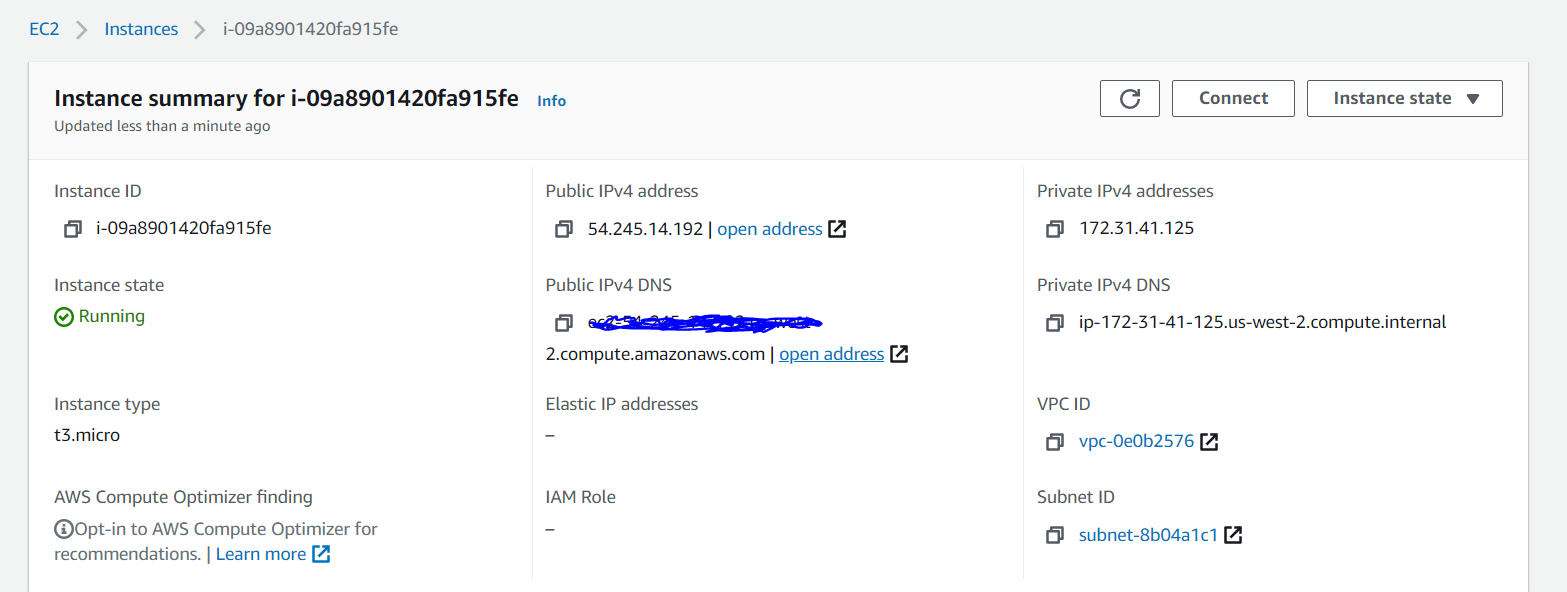 EC2 > Instances > i-09a8901420fa915fe
Instance summary for i-09a8901420fa915fe Info
Updated less than a minute ago
Connect
Instance state
Instance ID
i-09a8901420fa915fe
Public IPv4 address
54.245.14.192 | open address
Private IPv4 addresses
172.31.41.125
Instance state
Running
Public IPv4 DNS
2.compute.amazonaws.com | open address
Private IPv4 DNS
ip-172-31-41-125.us-west-2.compute.internal
Instance type
t3.micro
Elastic IP addresses
–
VPC ID
vpc-0e0b2576
AWS Compute Optimizer finding
Opt-in to AWS Compute Optimizer for
recommendations. | Learn more
IAM Role
–
Subnet ID
subnet-8b04a1c1